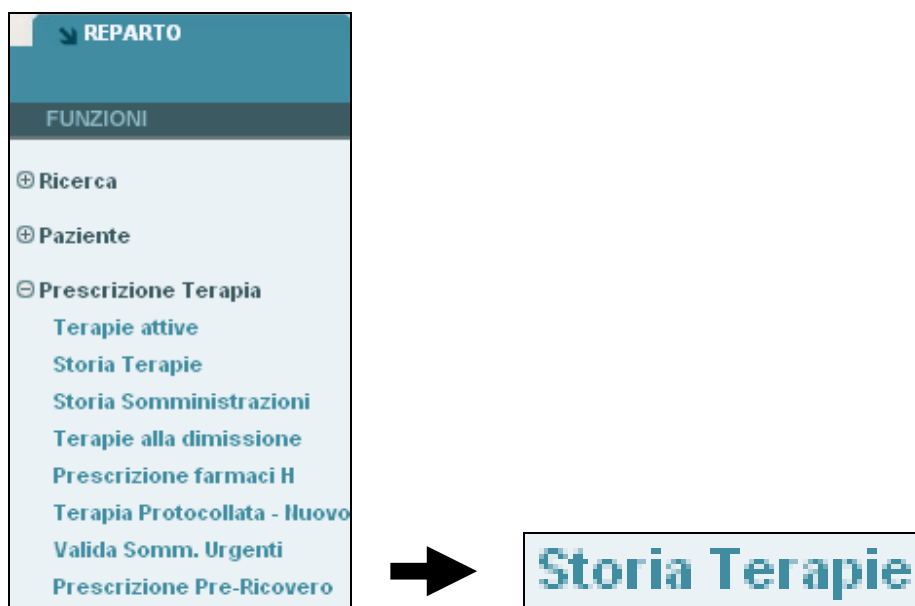 REPARTO
FUNZIONI
Ricerca
Paziente
Prescrizione Terapia
Terapie attive
Storia Terapie
Storia Somministrazioni
Terapie alla dimissione
Prescrizione farmaci H
Terapia Protocollata - Nuovo
Valida Somm. Urgenti
Prescrizione Pre-Ricovero
Storia Terapie